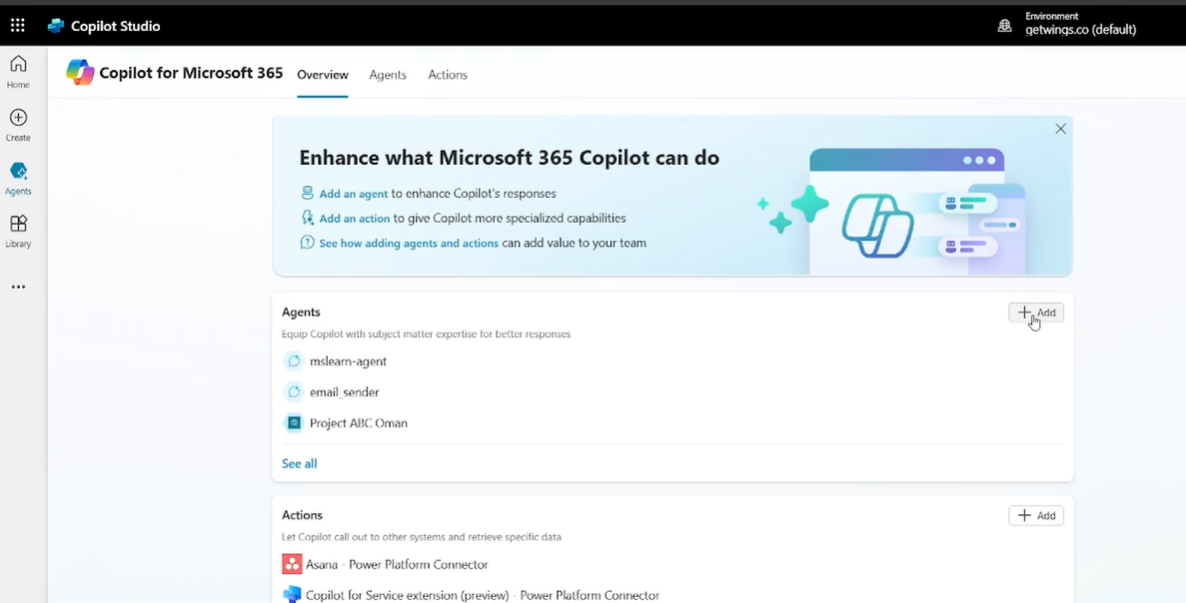 Copilot Studio
Environment
getwings.co (default)
Home
Create
Agents
Library
Copilot for Microsoft 365
Overview
Agents
Actions
Enhance what Microsoft 365 Copilot can do
Add an agent to enhance Copilot's responses
Add an action to give Copilot more specialized capabilities
See how adding agents and actions can add value to your team
Agents
Add
Equip Copilot with subject matter expertise for better responses
mslearn-agent
email_sender
Project ABC Oman
See all
Actions
Add
Let Copilot call out to other systems and retrieve specific data
Asana - Power Platform Connector
Copilot for Service extension (preview) - Power Platform Connector